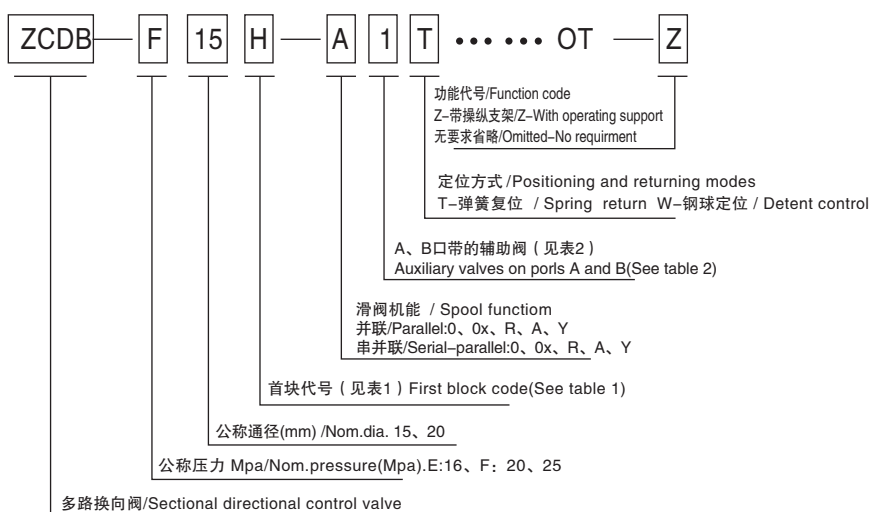 ZCDB—F 15 H—A 1 T •••••• OT—Z
功能代号/Function code
Z–带操纵支架/Z–With operating support
无要求省略/Omitted–No requirment
定位方式/Positioning and returning modes
T–弹簧复位 / Spring return W–钢球定位 / Detent control
A、B口带的辅助阀（见表2）
Auxiliary valves on porls A and B(See table 2)
滑阀机能 / Spool functiom
并联/Parallel:0、0x、R、A、Y
串并联/Serial–parallel:0、0x、R、A、Y
首块代号（见表1）First block code(See table 1)
公称通径(mm) /Nom.dia. 15、20
公称压力 Mpa/Nom.pressure(Mpa).E:16、F：20、25
多路换向阀/Sectional directional control valve